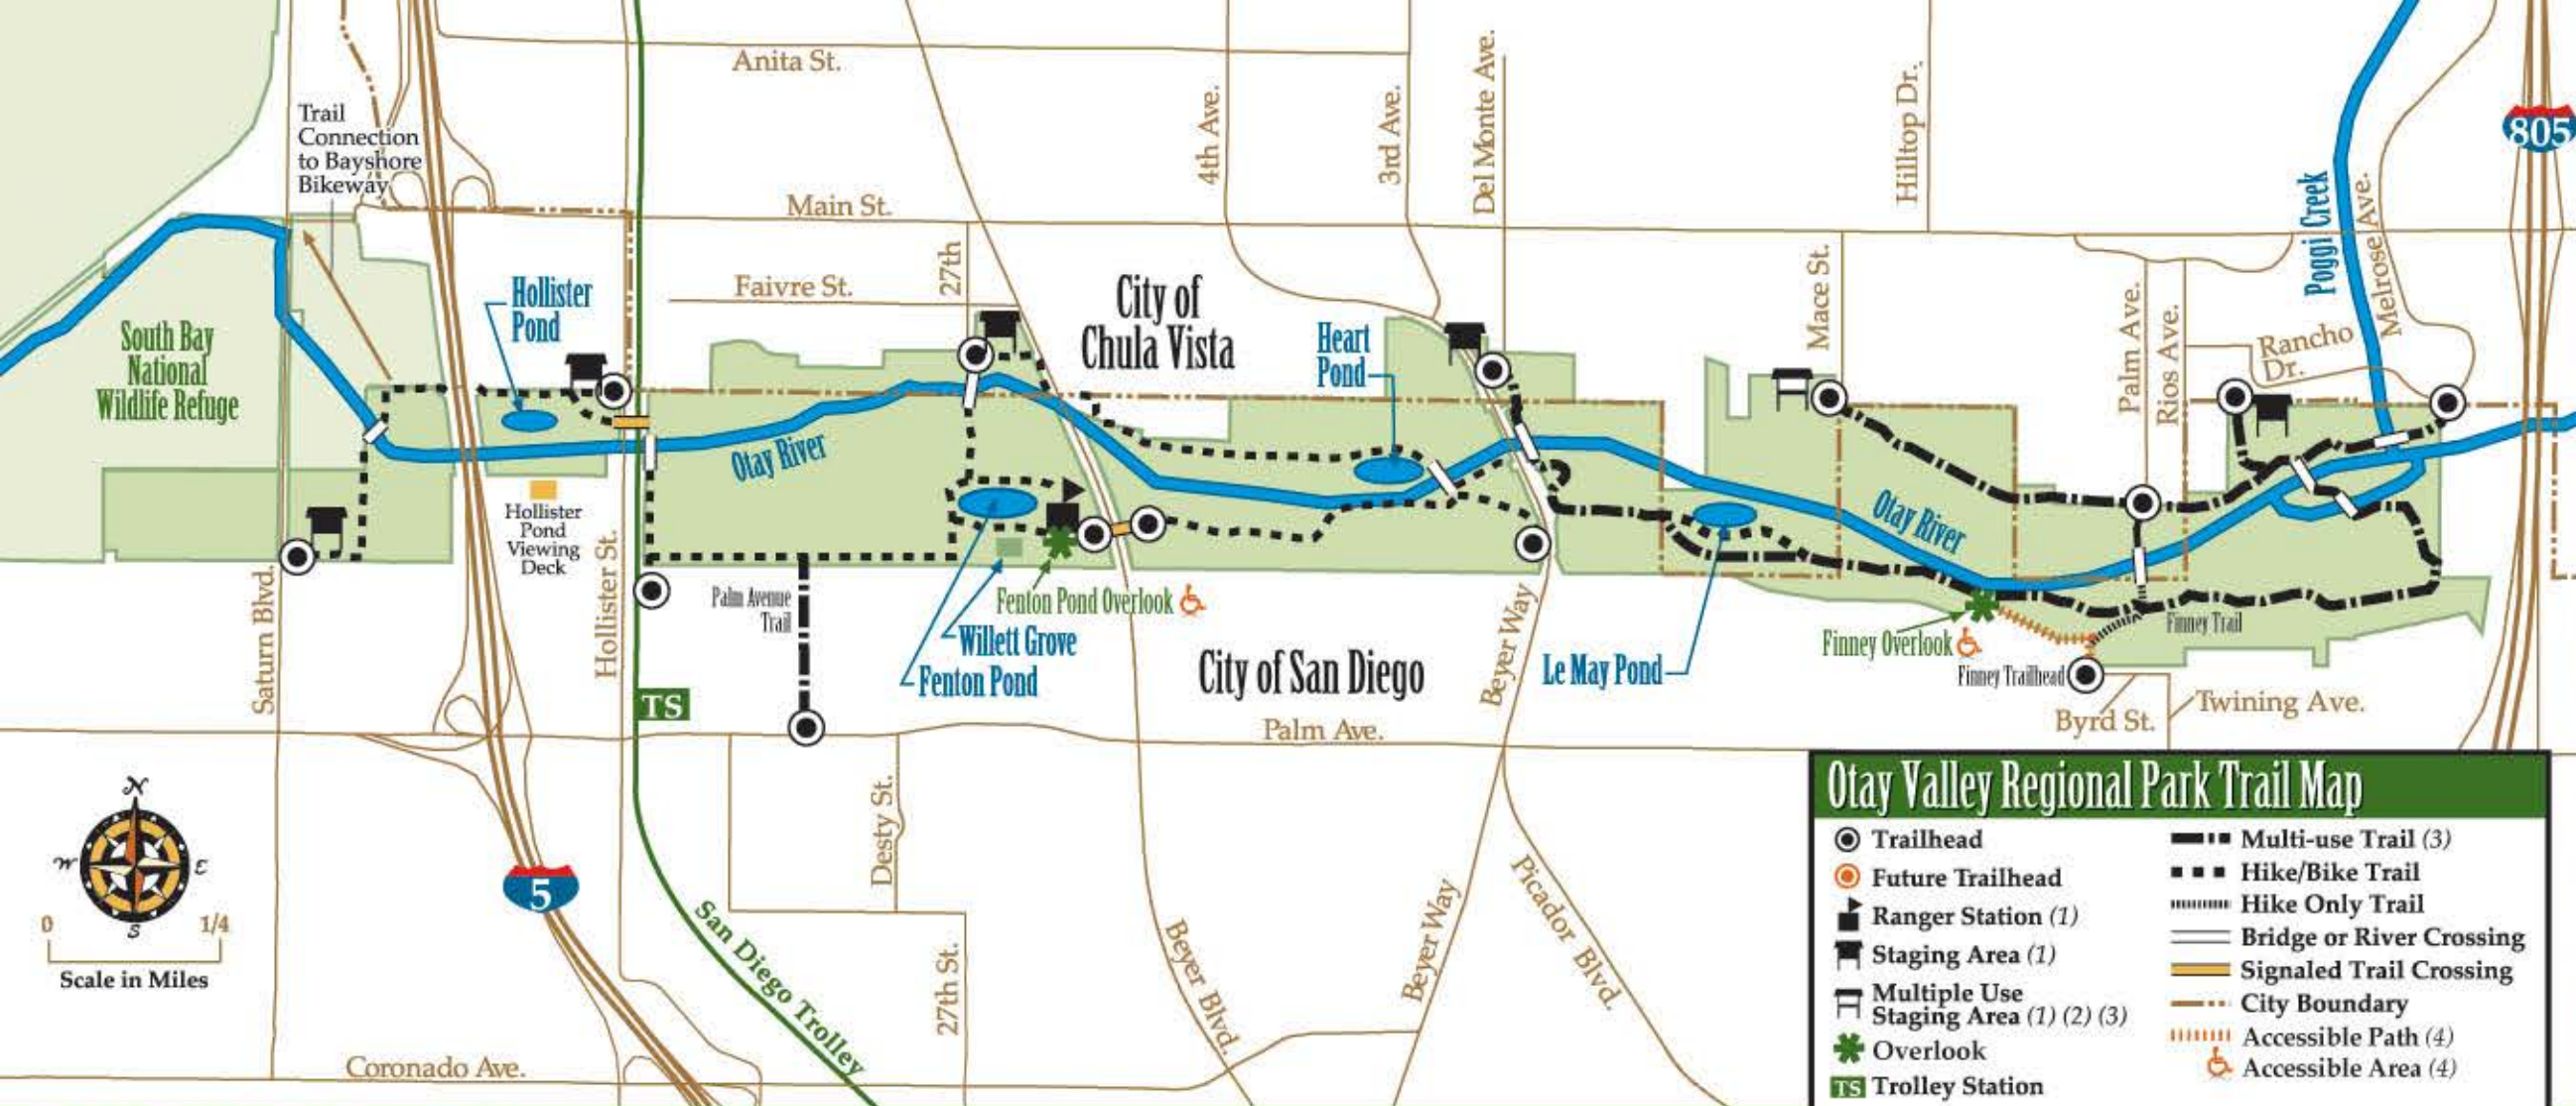 Anita St.
4th Ave.
3rd Ave.
Del Monte Ave.
Hilltop Dr.
805
Trail
Connection
to Bayshore
Bikeway
Poggi Creek
Melrose Ave.
Main St.
Faivre St.
27th
City of
Chula Vista
Mace St.
Palm Ave.
Rios Ave.
Rancho
Dr.
Hollister
Pond
Heart
Pond
South Bay
National
Wildlife Refuge
Otay River
Otay River
Hollister
Pond
Viewing
Deck
Saturn Blvd.
Hollister St.
Palm Avenue
Trail
Fenton Pond Overlook
Willett Grove
Fenton Pond
City of San Diego
Beyer Way
Le May Pond
Finney Overlook
Finney Trail
Finney Trailhead
Byrd St.
Twining Ave.
TS
Palm Ave.
N
W
E
S
0
1/4
Scale in Miles
5
San Diego Trolley
Desty St.
27th St.
Beyer Blvd.
Beyer Way
Picador Blvd.
Coronado Ave.
Otay Valley Regional Park Trail Map
Trailhead
Future Trailhead
Ranger Station (1)
Staging Area (1)
Multiple Use
Staging Area (1) (2) (3)
Overlook
TS Trolley Station
Multi-use Trail (3)
Hike/Bike Trail
Hike Only Trail
Bridge or River Crossing
Signaled Trail Crossing
City Boundary
Accessible Path (4)
Accessible Area (4)